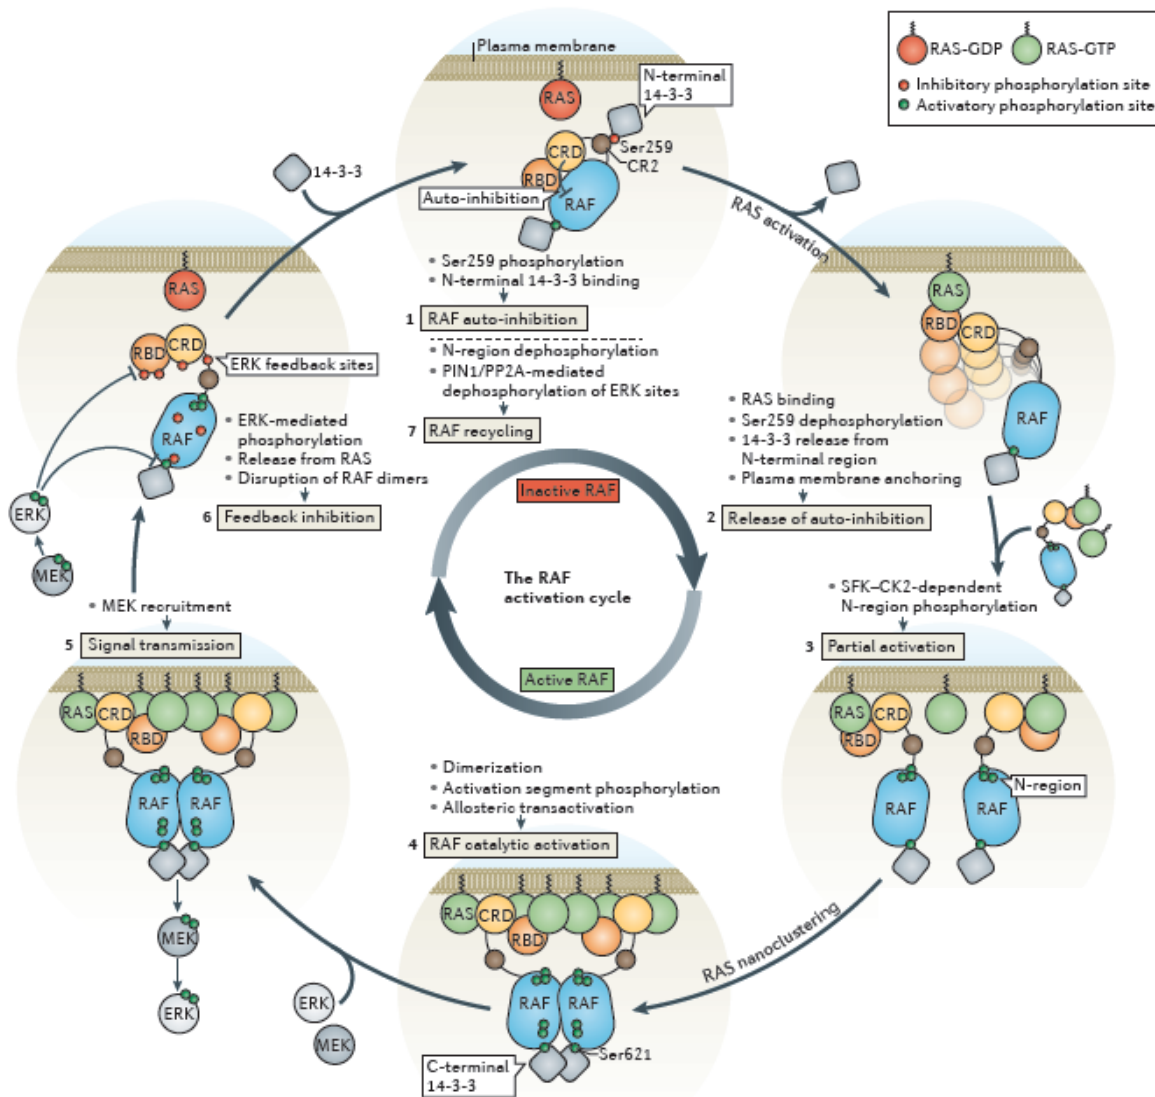 Plasma membrane
RAS-GDP
RAS-GTP
Inhibitory phosphorylation site
Activatory phosphorylation site
RAS
N-terminal
14-3-3
CRD
Ser259
CR2
RBD
Auto-inhibition
RAF
14-3-3
RAS activation
• Ser259 phosphorylation
• N-terminal 14-3-3 binding
1 RAF auto-inhibition
• N-region dephosphorylation
• PIN1/PP2A-mediated
dephosphorylation of ERK sites
7 RAF recycling
RAS
RBD
CRD
RAF
• RAS binding
• Ser259 dephosphorylation
• 14-3-3 release from
N-terminal region
• Plasma membrane anchoring
2 Release of auto-inhibition
• SFK–CK2-dependent
N-region phosphorylation
3 Partial activation
RAS
CRD
RBD
RAF
RAF
N-region
RAS nanoclustering
• Dimerization
• Activation segment phosphorylation
• Allosteric transactivation
4 RAF catalytic activation
RAS
CRD
RBD
RAF
RAF
Ser621
C-terminal
14-3-3
ERK
MEK
• MEK recruitment
5 Signal transmission
RAS
CRD
RBD
RAF
RAF
MEK
ERK
RAS
RBD
CRD
ERK feedback sites
RAF
• ERK-mediated
phosphorylation
• Release from RAS
• Disruption of RAF dimers
6 Feedback inhibition
ERK
MEK
Inactive RAF
The RAF
activation cycle
Active RAF